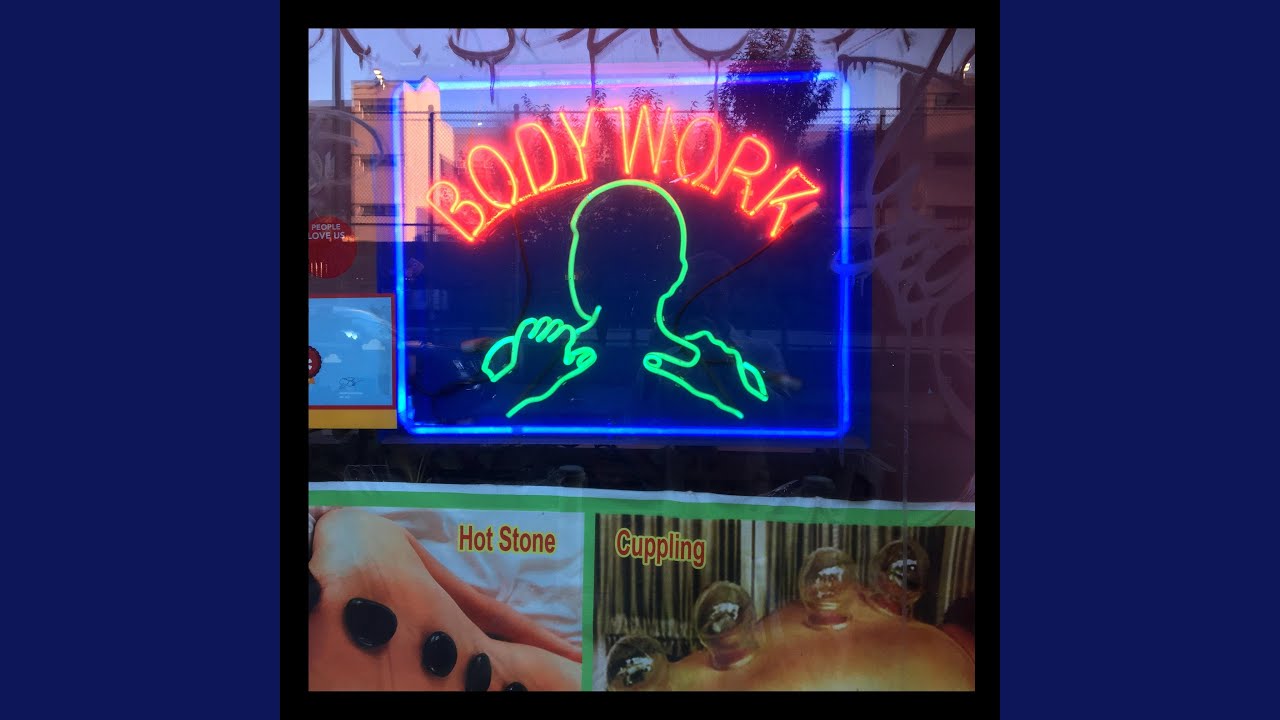 BODYWORK
PEOPLE
LOVE US
Hot Stone
Cuppling